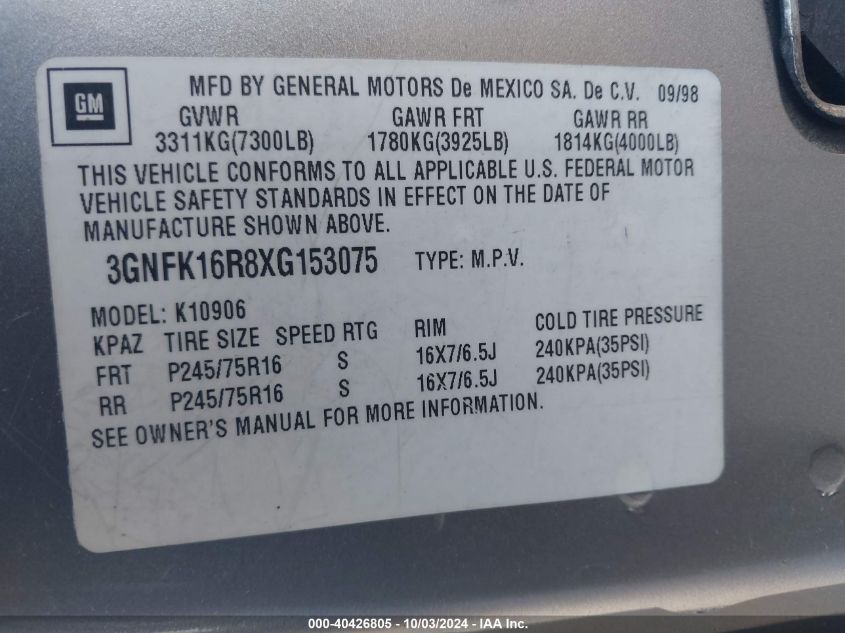 GM
MFD BY GENERAL MOTORS De MEXICO SA. De C.V. 09/98
GVWR GAWR FRT GAWR RR
3311KG(7300LB) 1780KG(3925LB) 1814KG(4000LB)
THIS VEHICLE CONFORMS TO ALL APPLICABLE U.S. FEDERAL MOTOR
VEHICLE SAFETY STANDARDS IN EFFECT ON THE DATE OF
MANUFACTURE SHOWN ABOVE.
3GNFK16R8XG153075 TYPE: M.P.V.
MODEL: K10906
KPAZ TIRE SIZE SPEED RTG RIM COLD TIRE PRESSURE
FRT P245/75R16 S 16X7/6.5J 240KPA(35PSI)
RR P245/75R16 S 16X7/6.5J 240KPA(35PSI)
SEE OWNER'S MANUAL FOR MORE INFORMATION.
000-40426805 - 10/03/2024 - IAA Inc.